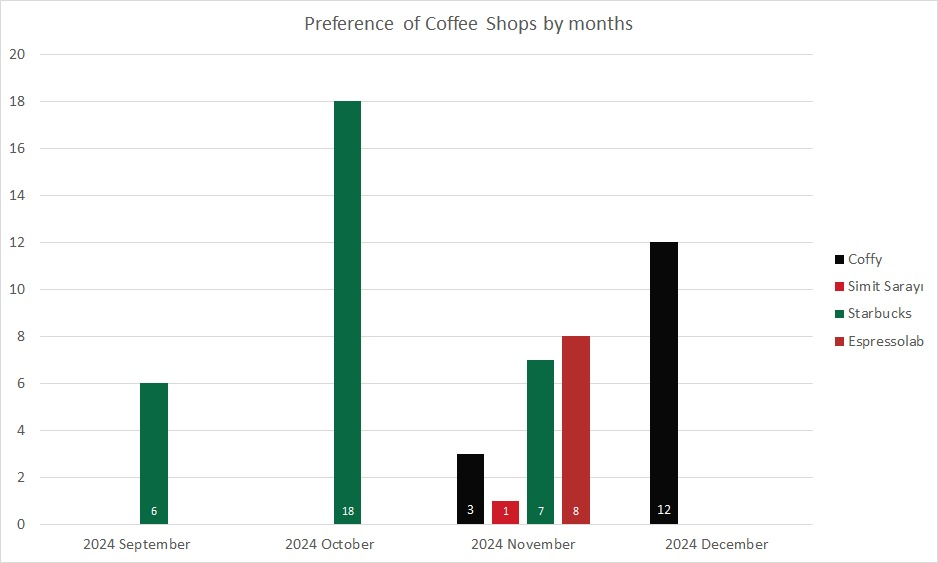 Preference of Coffee Shops by months
20
18
16
14
12
10
8
6
4
2
0
6
18
3
1
7
8
12
2024 September
2024 October
2024 November
2024 December
Coffy
Simit Sarayı
Starbucks
Espressolab